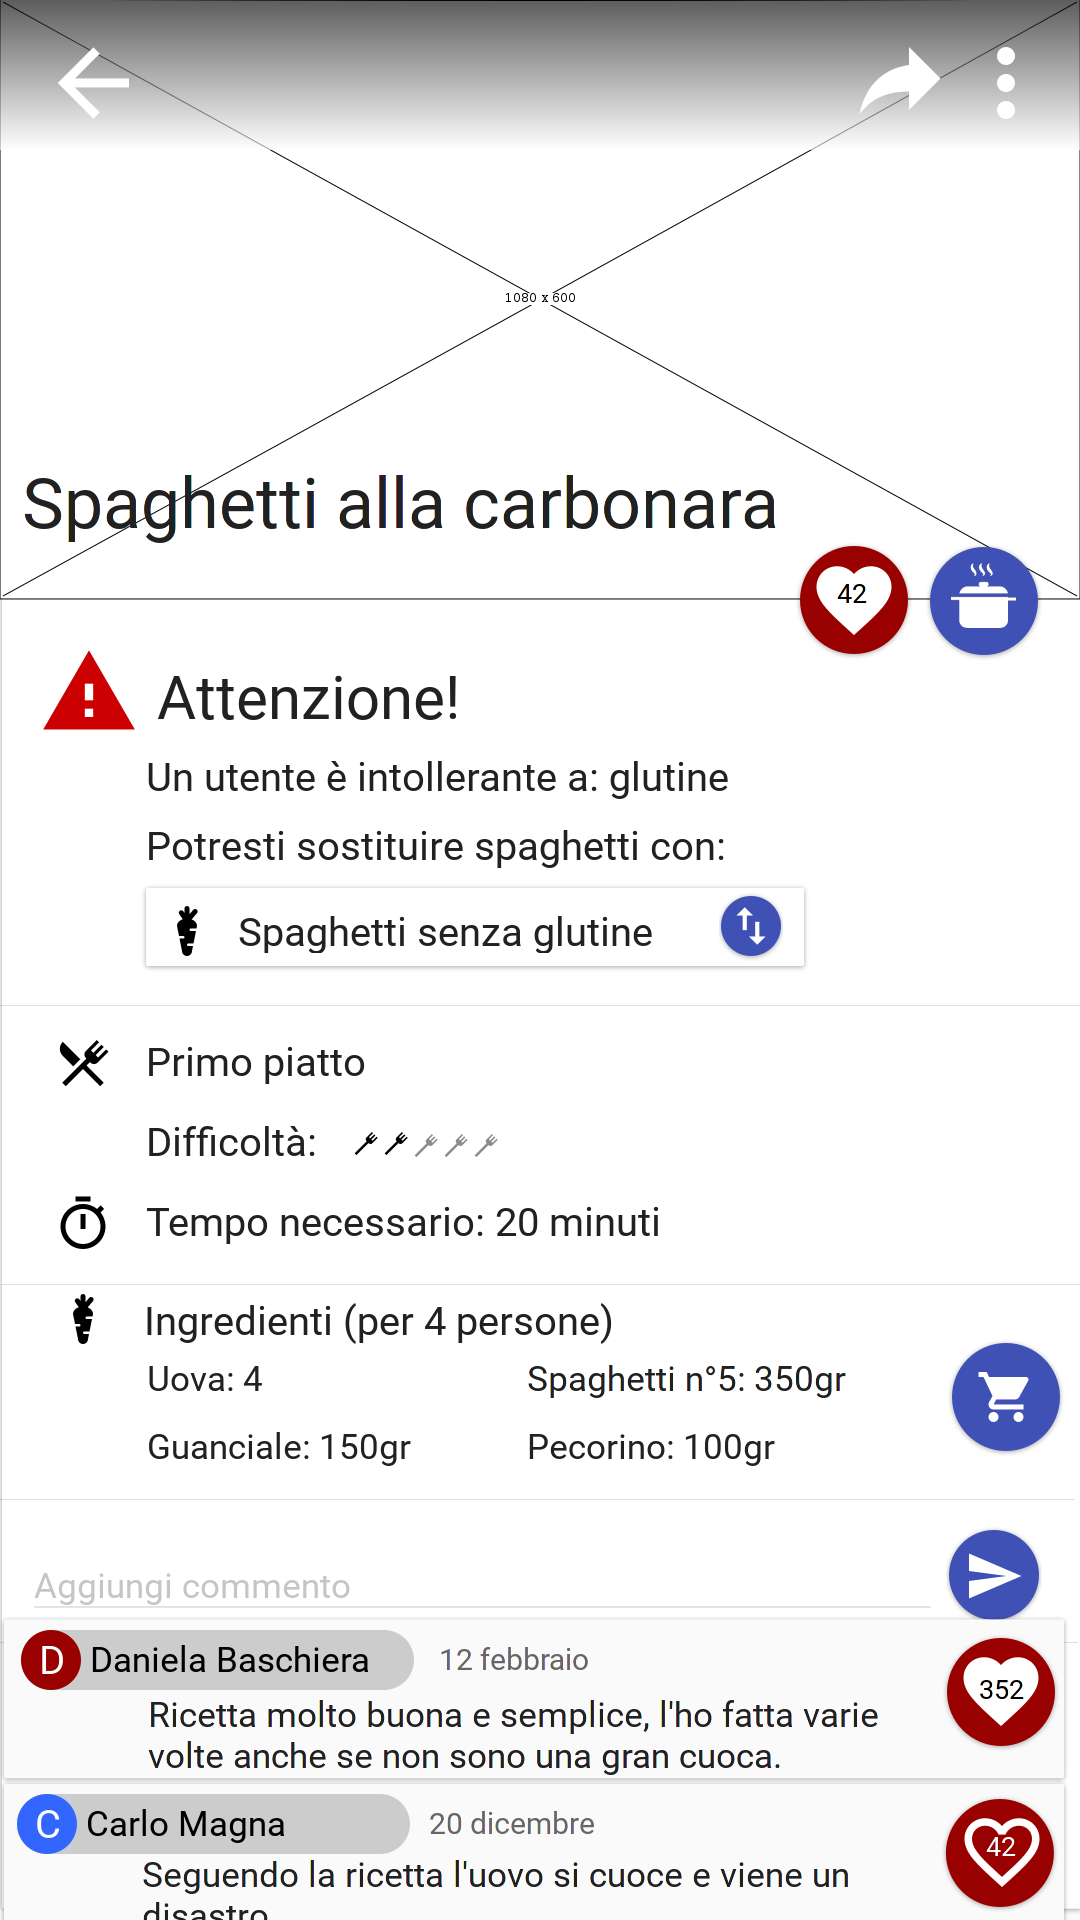 1080 x 600
Spaghetti alla carbonara
42
Attenzione!
Un utente è intollerante a: glutine
Potresti sostituire spaghetti con:
Spaghetti senza glutine
Primo piatto
Difficoltà:
Tempo necessario: 20 minuti
Ingredienti (per 4 persone)
Uova: 4 Spaghetti n°5: 350gr
Guanciale: 150gr Pecorino: 100gr
Aggiungi commento
D Daniela Baschiera 12 febbraio
352
Ricetta molto buona e semplice, l'ho fatta varie
volte anche se non sono una gran cuoca.
C Carlo Magna 20 dicembre
42
Seguendo la ricetta l'uovo si cuoce e viene un
disastro